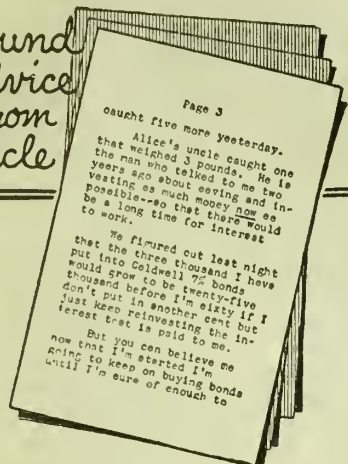 und
vice
om
cle
Page 3
caught five more yesterday.
Alice's uncle caught one
that weighed 3 pounds. He is
the man who talked to me two
years ago about saving and in-
vesting as much money now as
possible--so that there would
be a long time for interest
to work.
We figured out last night
that the three thousand I have
put into Caldwell 7% bonds
would grow to be twenty-five
thousand before I'm sixty if I
don't put in another cent but
just keep reinvesting the in-
terest that is paid to me.
But you can believe me
now that I'm started I'm
going to keep on buying bonds
until I'm sure of enough to